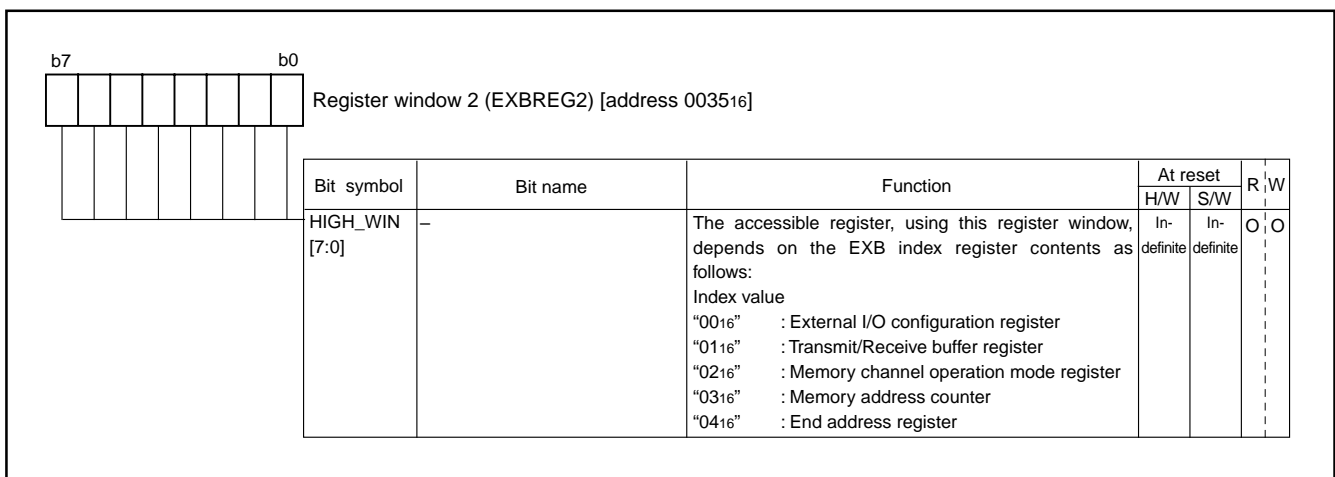 b7 b0
Register window 2 (EXBREG2) [address 003516]
Bit symbol Bit name Function At reset R W
H/W S/W
HIGH_WIN – The accessible register, using this register window, In- In- O O
[7:0] depends on the EXB index register contents as definite definite
follows:
Index value
“0016” : External I/O configuration register
“0116” : Transmit/Receive buffer register
“0216” : Memory channel operation mode register
“0316” : Memory address counter
“0416” : End address register